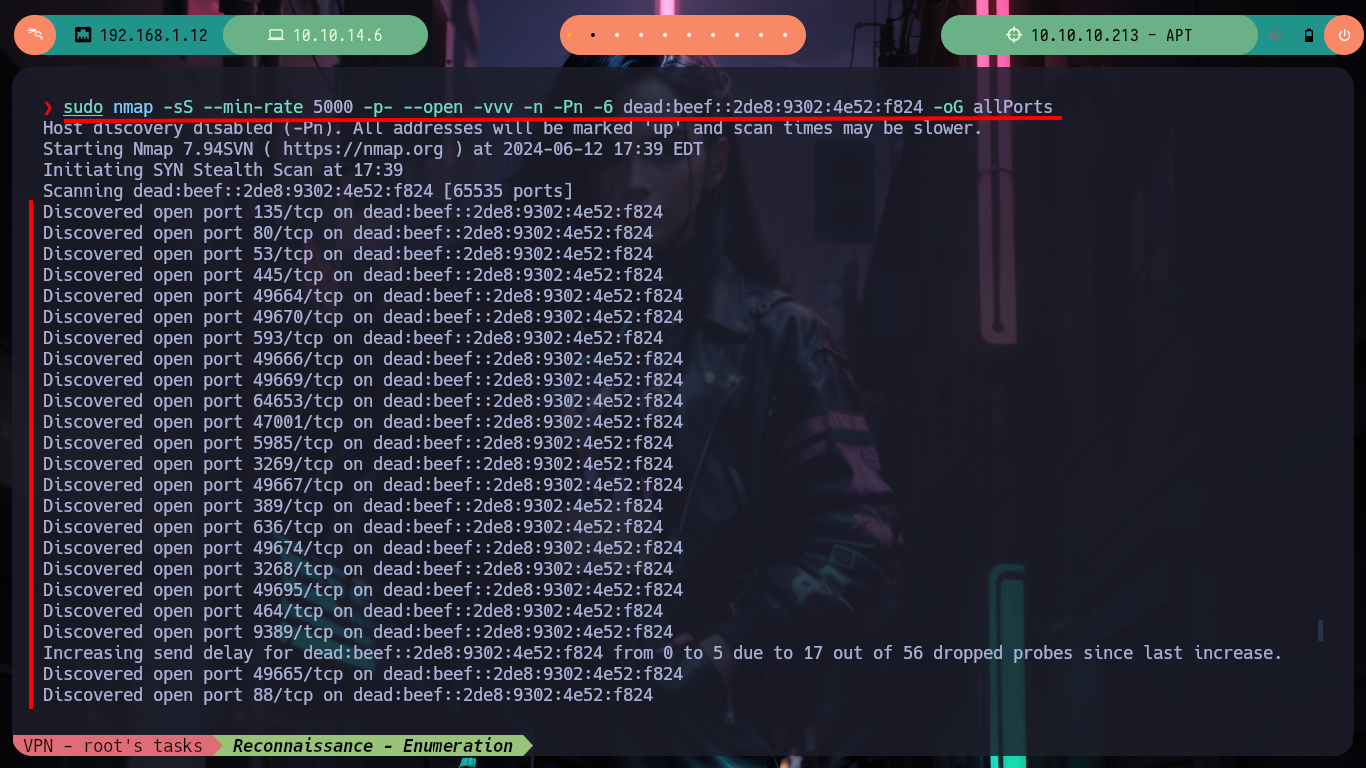 192.168.1.12
10.10.14.6
10.10.10.213 - APT
❯ sudo nmap -sS --min-rate 5000 -p- --open -vvv -n -Pn -6 dead:beef::2de8:9302:4e52:f824 -oG allPorts
Host discovery disabled (-Pn). All addresses will be marked 'up' and scan times may be slower.
Starting Nmap 7.94SVN ( https://nmap.org ) at 2024-06-12 17:39 EDT
Initiating SYN Stealth Scan at 17:39
Scanning dead:beef::2de8:9302:4e52:f824 [65535 ports]
Discovered open port 135/tcp on dead:beef::2de8:9302:4e52:f824
Discovered open port 80/tcp on dead:beef::2de8:9302:4e52:f824
Discovered open port 53/tcp on dead:beef::2de8:9302:4e52:f824
Discovered open port 445/tcp on dead:beef::2de8:9302:4e52:f824
Discovered open port 49664/tcp on dead:beef::2de8:9302:4e52:f824
Discovered open port 49670/tcp on dead:beef::2de8:9302:4e52:f824
Discovered open port 593/tcp on dead:beef::2de8:9302:4e52:f824
Discovered open port 49666/tcp on dead:beef::2de8:9302:4e52:f824
Discovered open port 49669/tcp on dead:beef::2de8:9302:4e52:f824
Discovered open port 64653/tcp on dead:beef::2de8:9302:4e52:f824
Discovered open port 47001/tcp on dead:beef::2de8:9302:4e52:f824
Discovered open port 5985/tcp on dead:beef::2de8:9302:4e52:f824
Discovered open port 3269/tcp on dead:beef::2de8:9302:4e52:f824
Discovered open port 49667/tcp on dead:beef::2de8:9302:4e52:f824
Discovered open port 389/tcp on dead:beef::2de8:9302:4e52:f824
Discovered open port 636/tcp on dead:beef::2de8:9302:4e52:f824
Discovered open port 49674/tcp on dead:beef::2de8:9302:4e52:f824
Discovered open port 3268/tcp on dead:beef::2de8:9302:4e52:f824
Discovered open port 49695/tcp on dead:beef::2de8:9302:4e52:f824
Discovered open port 464/tcp on dead:beef::2de8:9302:4e52:f824
Discovered open port 9389/tcp on dead:beef::2de8:9302:4e52:f824
Increasing send delay for dead:beef::2de8:9302:4e52:f824 from 0 to 5 due to 17 out of 56 dropped probes since last increase.
Discovered open port 49665/tcp on dead:beef::2de8:9302:4e52:f824
Discovered open port 88/tcp on dead:beef::2de8:9302:4e52:f824
VPN - root's tasks
Reconnaissance - Enumeration